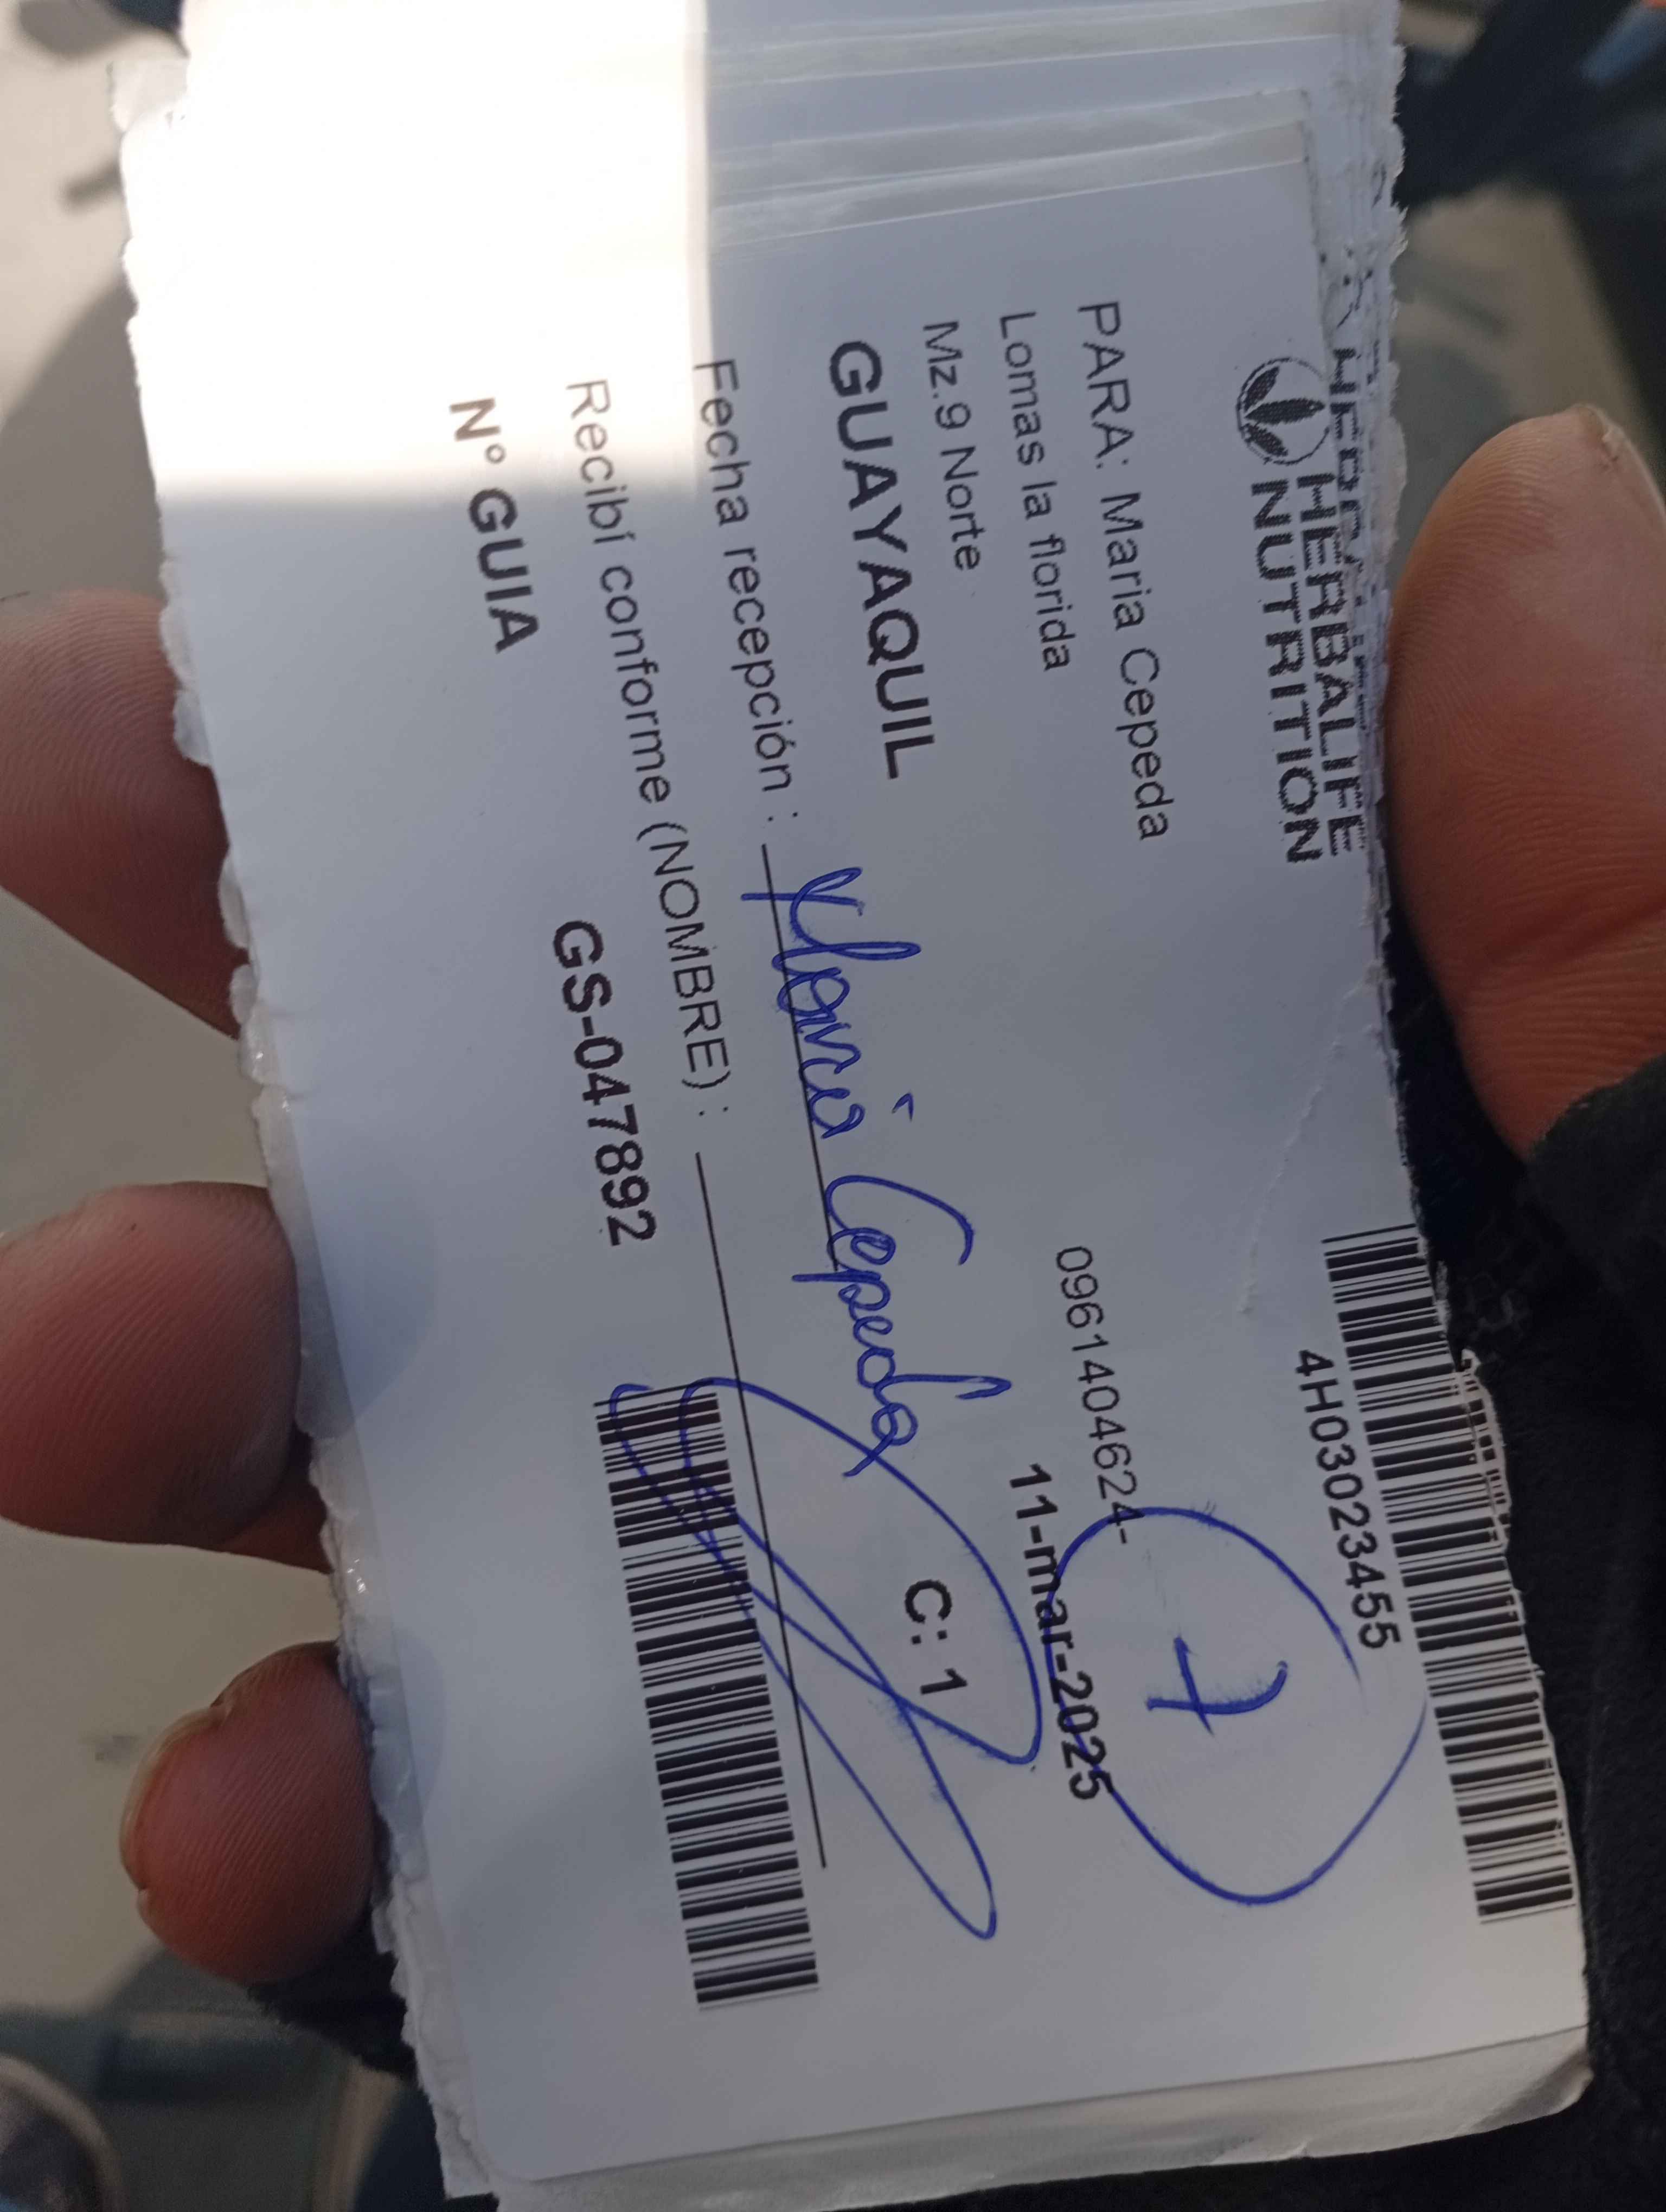 HERBALIFE
NUTRITION
4H03023455
PARA: Maria Cepeda
0961404624-
Lomas la florida
11-mar-2025
Mz.9 Norte
GUAYAQUIL
C: 1
Fecha recepción :
Maria Cepeda
Recibí conforme (NOMBRE) :
N° GUIA
GS-047892